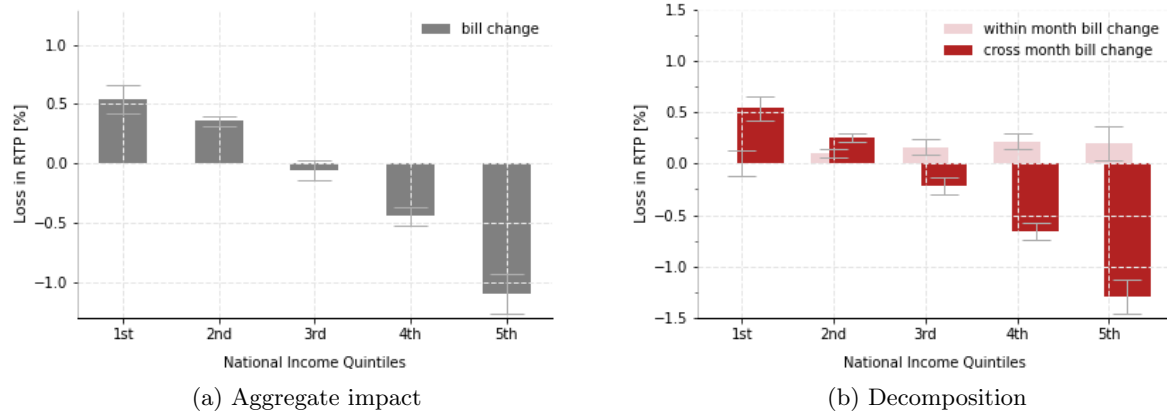 bill change
1.0
0.5
0.0
−0.5
−1.0
Loss in RTP [%]
1st 2nd 3rd 4th 5th
National Income Quintiles
(a) Aggregate impact
within month bill change
cross month bill change
1.5
1.0
0.5
0.0
−0.5
−1.0
−1.5
Loss in RTP [%]
1st 2nd 3rd 4th 5th
National Income Quintiles
(b) Decomposition